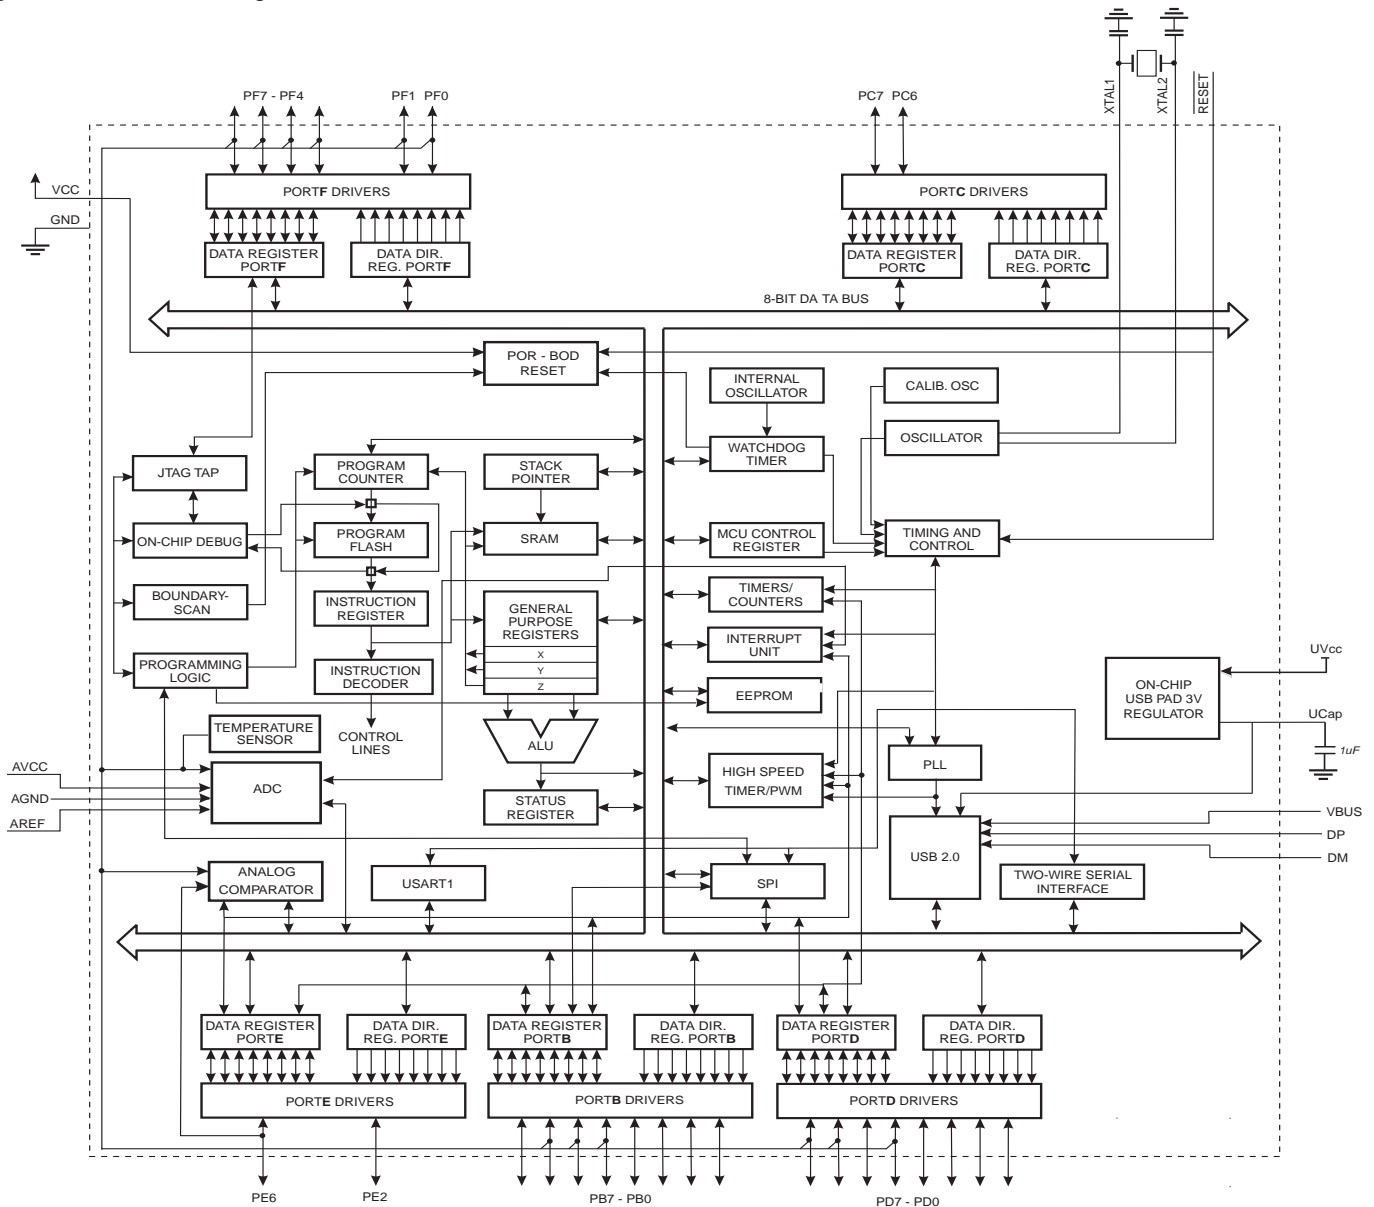 XTAL1
XTAL2
RESET
PF7 - PF4
PF1 PF0
PC7 PC6
VCC
GND
PORTF DRIVERS
PORTC DRIVERS
DATA REGISTER
PORTF
DATA DIR.
REG. PORTF
DATA REGISTER
PORTC
DATA DIR.
REG. PORTC
8-BIT DA TA BUS
POR - BOD
RESET
INTERNAL
OSCILLATOR
CALIB. OSC
WATCHDOG
TIMER
OSCILLATOR
JTAG TAP
PROGRAM
COUNTER
STACK
POINTER
ON-CHIP DEBUG
PROGRAM
FLASH
SRAM
MCU CONTROL
REGISTER
TIMING AND
CONTROL
BOUNDARY-
SCAN
INSTRUCTION
REGISTER
GENERAL
PURPOSE
REGISTERS
X
Y
Z
TIMERS/
COUNTERS
INTERRUPT
UNIT
PROGRAMMING
LOGIC
INSTRUCTION
DECODER
EEPROM
ON-CHIP
USB PAD 3V
REGULATOR
UVcc
UCap
1uF
TEMPERATURE
SENSOR
CONTROL
LINES
ALU
PLL
AVCC
AGND
AREF
ADC
STATUS
REGISTER
HIGH SPEED
TIMER/PWM
VBUS
DP
DM
ANALOG
COMPARATOR
USART1
SPI
USB 2.0
TWO-WIRE SERIAL
INTERFACE
DATA REGISTER
PORTE
DATA DIR.
REG. PORTE
DATA REGISTER
PORTB
DATA DIR.
REG. PORTB
DATA REGISTER
PORTD
DATA DIR.
REG. PORTD
PORTE DRIVERS
PORTB DRIVERS
PORTD DRIVERS
PE6
PE2
PB7 - PB0
PD7 - PD0